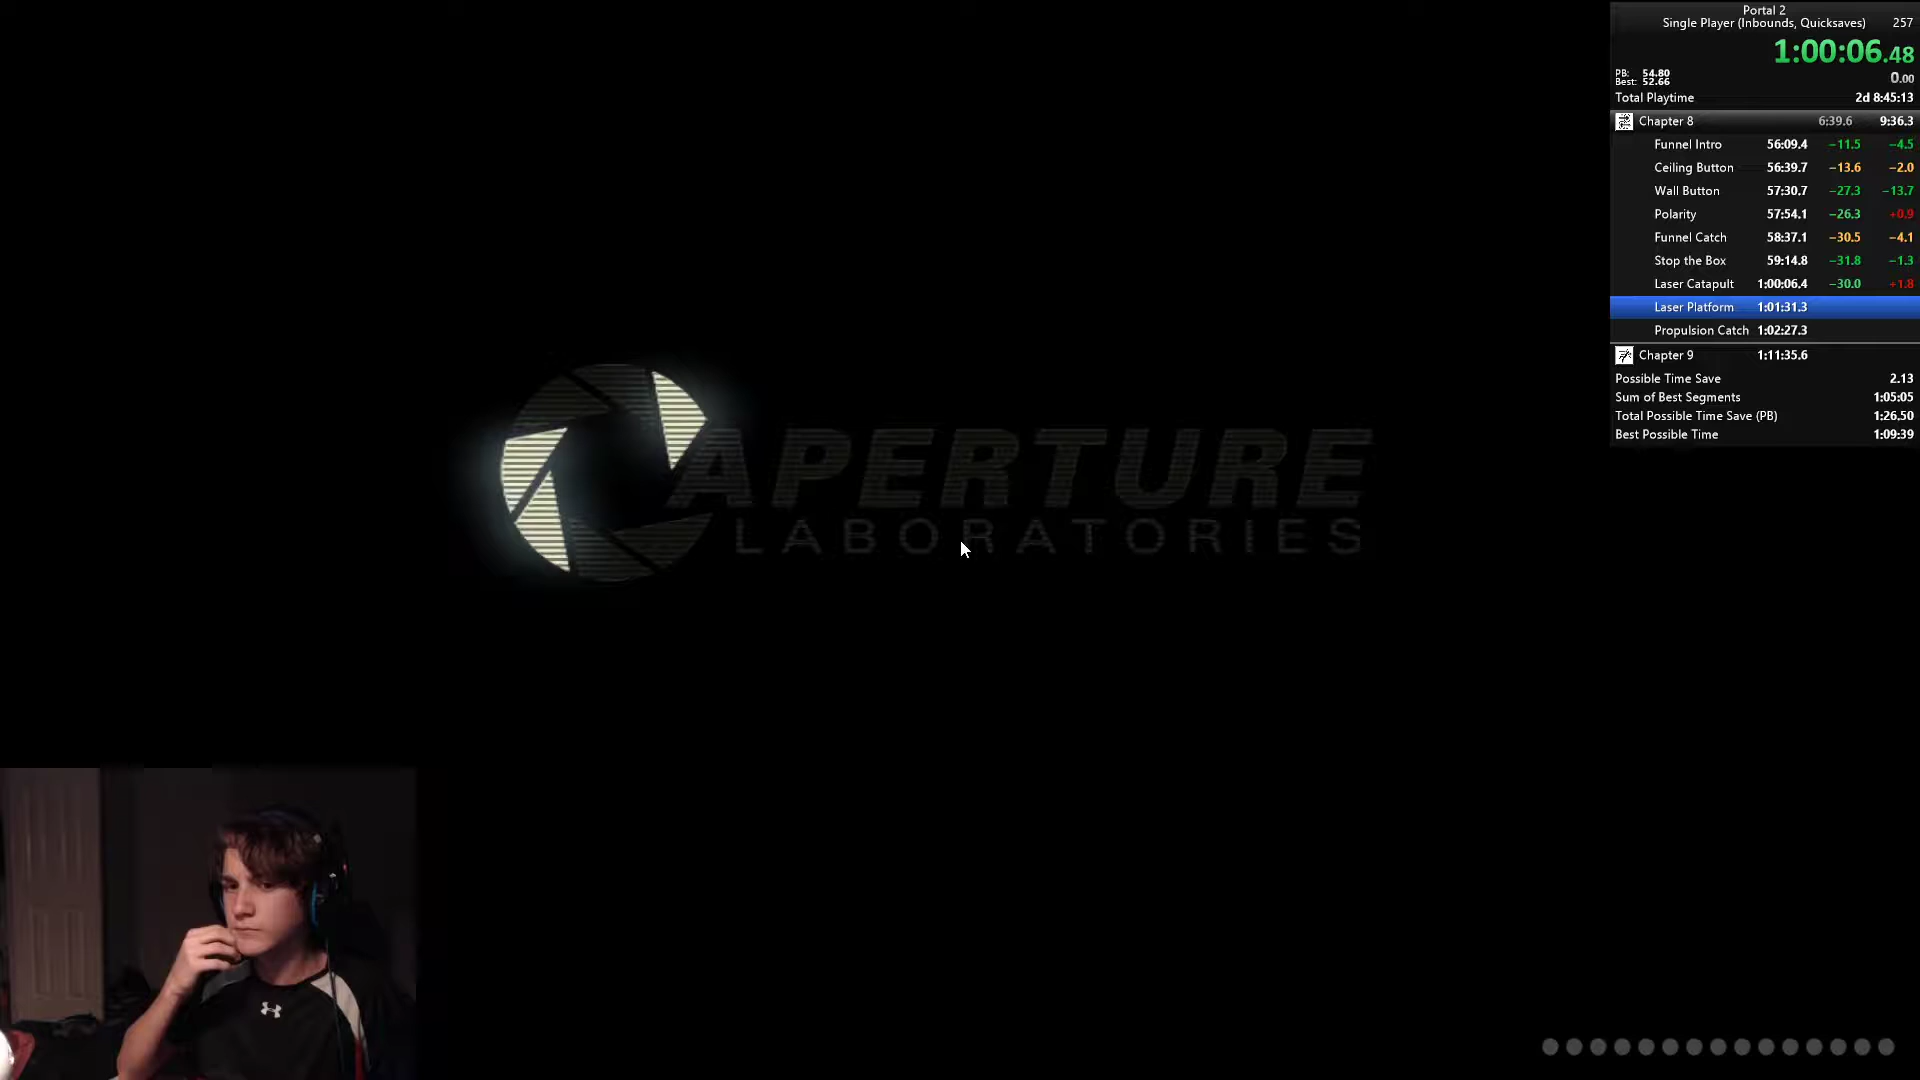 Portal 2
Single Player (Inbounds, Quicksaves) 257
1:00:06.48
PB: 54.80
Best: 52.66 0.00
Total Playtime 2d 8:45:13
Chapter 8 6:39.6 9:36.3
Funnel Intro 56:09.4 −11.5 −4.5
Ceiling Button 56:39.7 −13.6 −2.0
Wall Button 57:30.7 −27.3 −13.7
Polarity 57:54.1 −26.3 +0.9
Funnel Catch 58:37.1 −30.5 −4.1
Stop the Box 59:14.8 −31.8 −1.3
Laser Catapult 1:00:06.4 −30.0 +1.8
Laser Platform 1:01:31.3
Propulsion Catch 1:02:27.3
Chapter 9 1:11:35.6
Possible Time Save 2.13
Sum of Best Segments 1:05:05
Total Possible Time Save (PB) 1:26.50
Best Possible Time 1:09:39
APERTURE
LABORATORIES